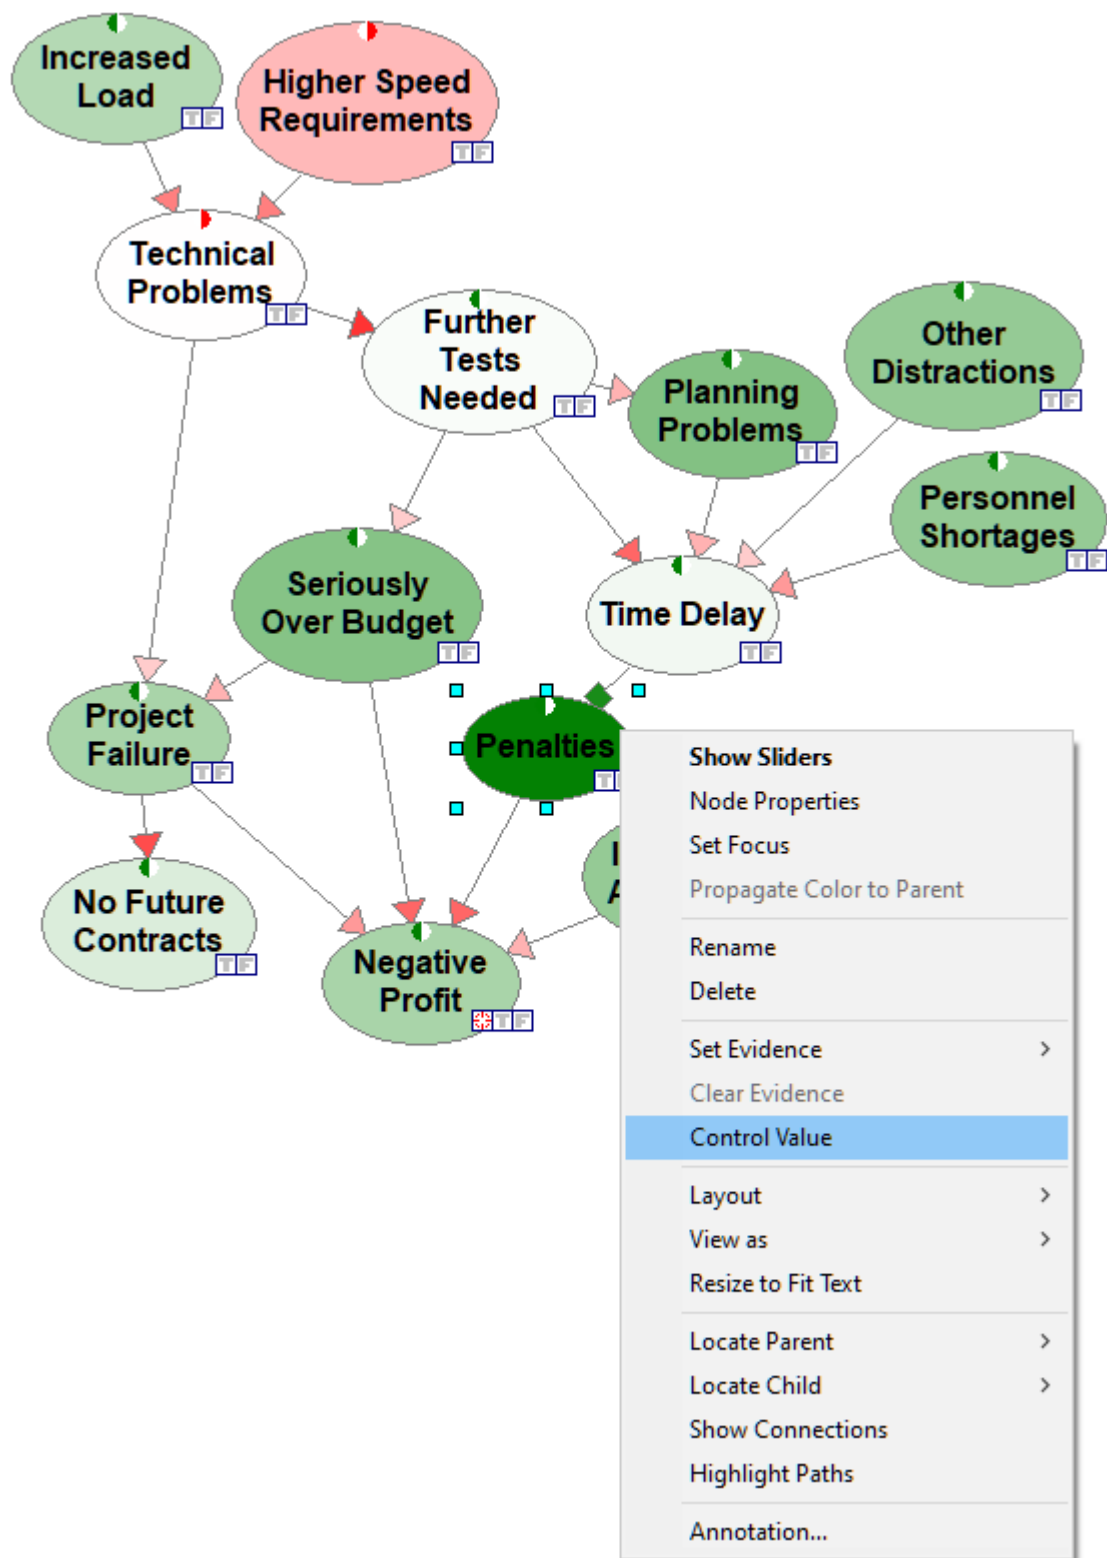 Increased
Load
T F
Higher Speed
Requirements
T F
Technical
Problems
T F
Further
Tests
Needed
T F
Planning
Problems
T F
Other
Distractions
T F
Personnel
Shortages
T F
Seriously
Over Budget
T F
Time Delay
T F
Project
Failure
T F
Penalties
T
No Future
Contracts
T F
Negative
Profit
T F
I
A
Show Sliders
Node Properties
Set Focus
Propagate Color to Parent
Rename
Delete
Set Evidence
Clear Evidence
Control Value
Layout
View as
Resize to Fit Text
Locate Parent
Locate Child
Show Connections
Highlight Paths
Annotation...